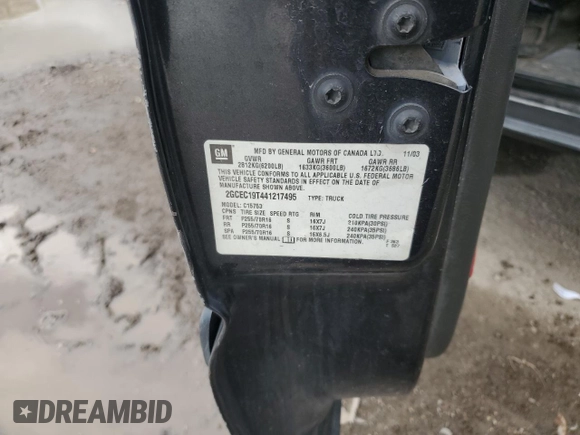 GM
MFD BY GENERAL MOTORS OF CANADA LTD. 11/03
GVWR GAWR FRT GAWR RR
2812KG(6200LB) 1633KG(3600LB) 1672KG(3686LB)
THIS VEHICLE CONFORMS TO ALL APPLICABLE U.S. FEDERAL MOTOR
VEHICLE SAFETY STANDARDS IN EFFECT ON THE DATE OF
MANUFACTURE SHOWN ABOVE.
2GCEC19T441217495 TYPE: TRUCK
MODEL: C15753
CPNS TIRE SIZE SPEED RTG RIM COLD TIRE PRESSURE
FRT P255/70R16 S 16X7J 210KPA(30PSI)
RR P255/70R16 S 16X7J 240KPA(35PSI)
SPA P255/70R16 S 16X6.5J 240KPA(35PSI)
SEE OWNER'S MANUAL
DREAMBID